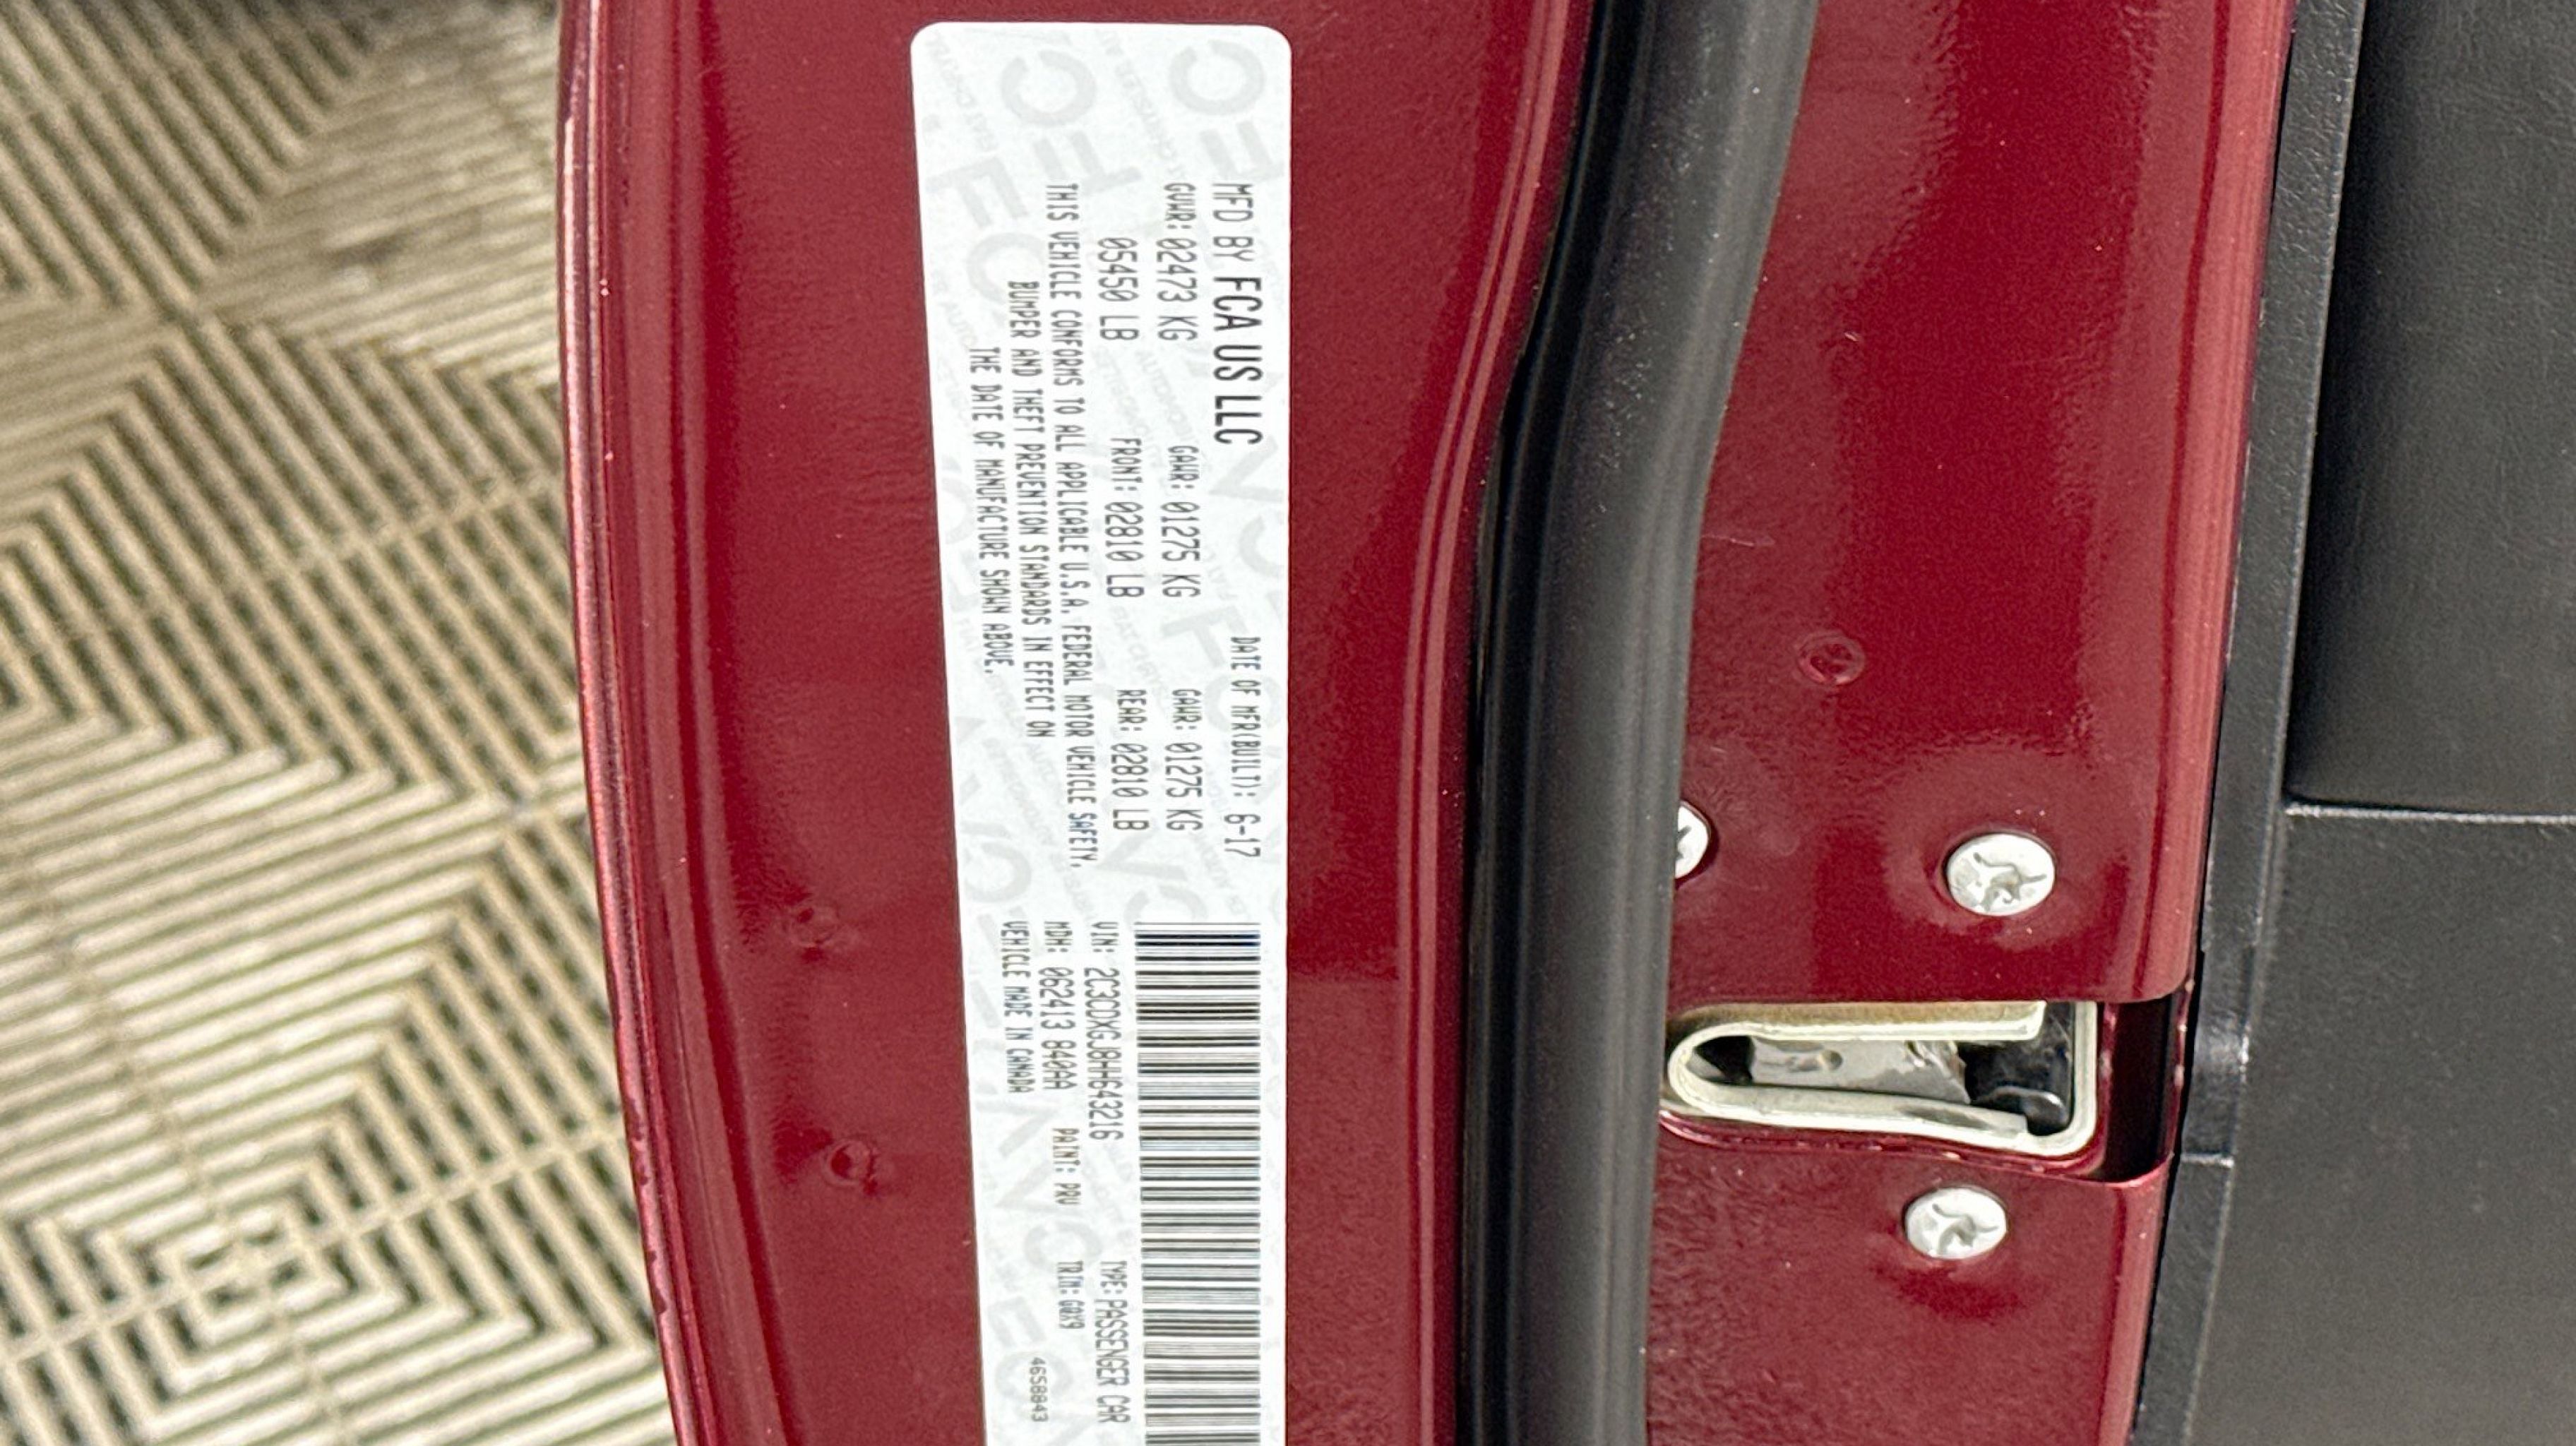 MFD BY FCA US LLC DATE OF MFR(BUILT): 6-17
GVWR: 02473 KG GAWR: 01275 KG GAWR: 01275 KG
05450 LB FRONT: 02810 LB REAR: 02810 LB
THIS VEHICLE CONFORMS TO ALL APPLICABLE U.S.A. FEDERAL MOTOR VEHICLE SAFETY,
BUMPER AND THEFT PREVENTION STANDARDS IN EFFECT ON
THE DATE OF MANUFACTURE SHOWN ABOVE.
VIN: 2C3CDXGJ8HH643216 TYPE: PASSENGER CAR
MDH: 062413 840AA PAINT: PRV TRIM: GQX9
VEHICLE MADE IN CANADA 4658843